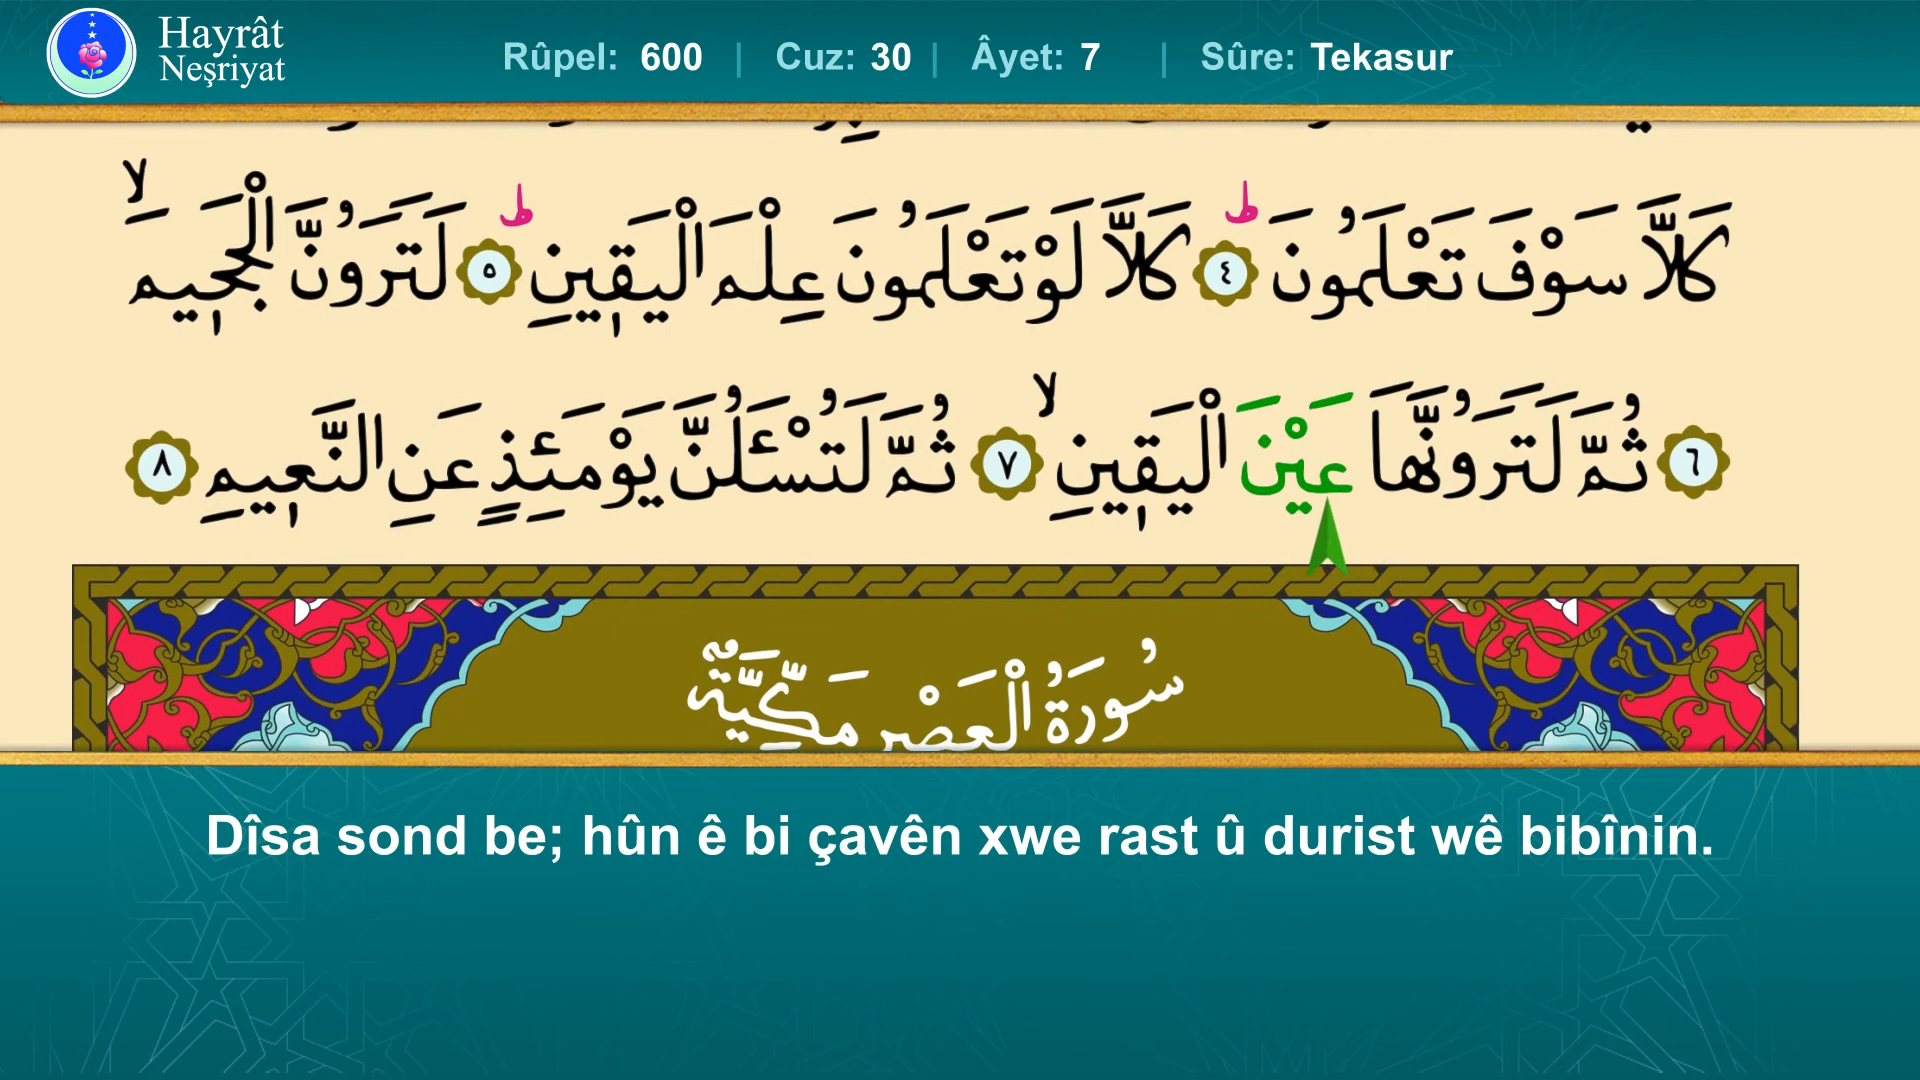 Hayrât
Neşriyat
Rûpel: 600 | Cuz: 30 | Âyet: 7 | Sûre: Tekasur
كَلَّا سَوْفَ تَعْلَمُونَ ؕ ﴿٤﴾ كَلَّا لَوْ تَعْلَمُونَ عِلْمَ الْيَق۪ينِ ؕ ﴿٥﴾ لَتَرَوُنَّ الْجَح۪يمَ ۙ
﴿٦﴾ ثُمَّ لَتَرَوُنَّهَا عَيْنَ الْيَق۪ينِ ۙ ﴿٧﴾ ثُمَّ لَتُسْـَٔلُنَّ يَوْمَئِذٍ عَنِ النَّع۪يمِ ﴿٨﴾
سُورَةُ الْعَصْرِ مَكِّيَّةٌ
Dîsa sond be; hûn ê bi çavên xwe rast û durist wê bibînin.